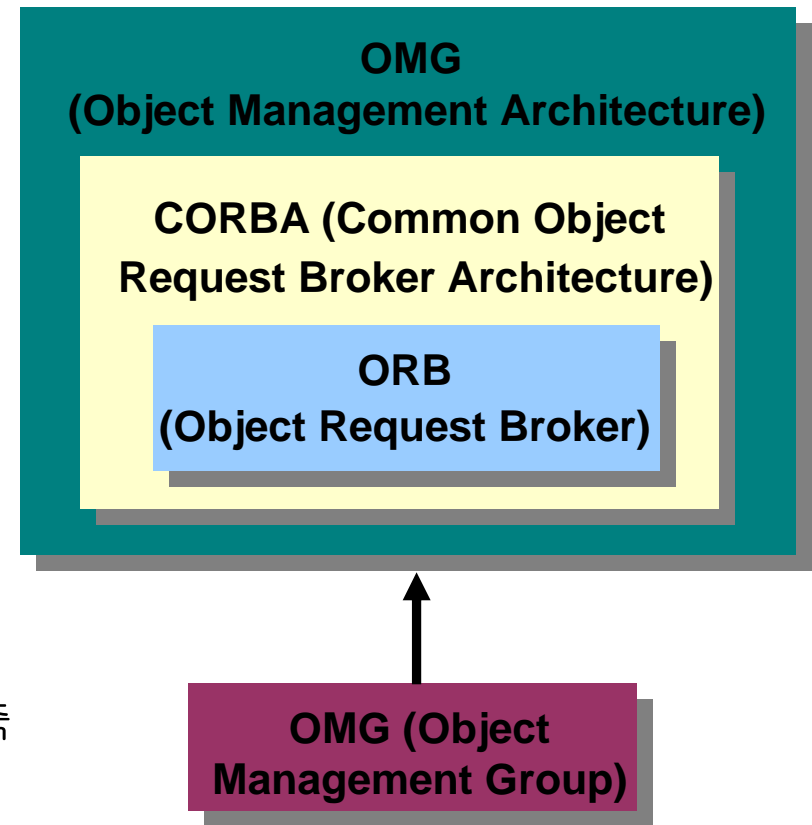 OMG
(Object Management Architecture)
CORBA (Common Object
Request Broker Architecture)
ORB
(Object Request Broker)
OMG (Object
Management Group)